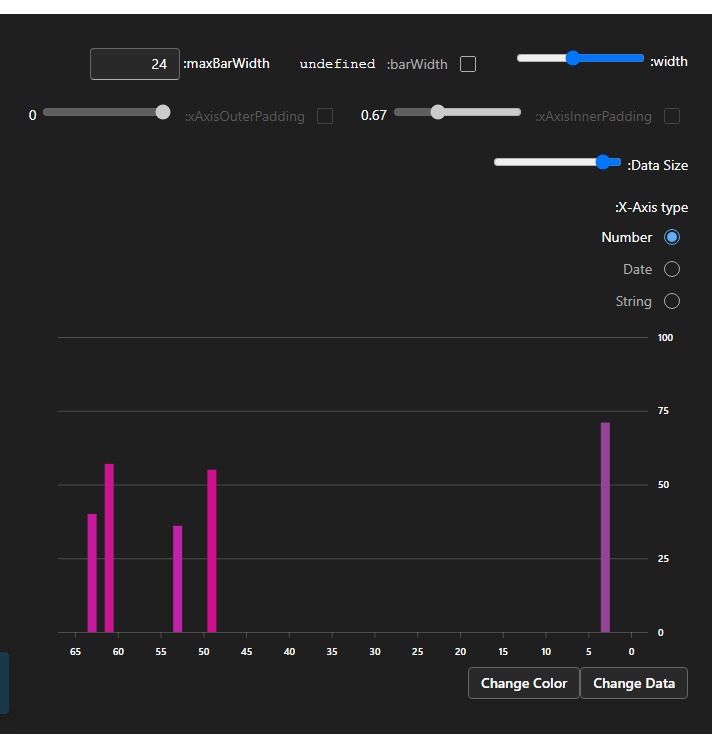 :width
undefined :barWidth
24 :maxBarWidth
:xAxisInnerPadding
0.67
:xAxisOuterPadding
0
:Data Size
:X-Axis type
Number
Date
String
100
75
50
25
0
65 60 55 50 45 40 35 30 25 20 15 10 5 0
Change Color Change Data